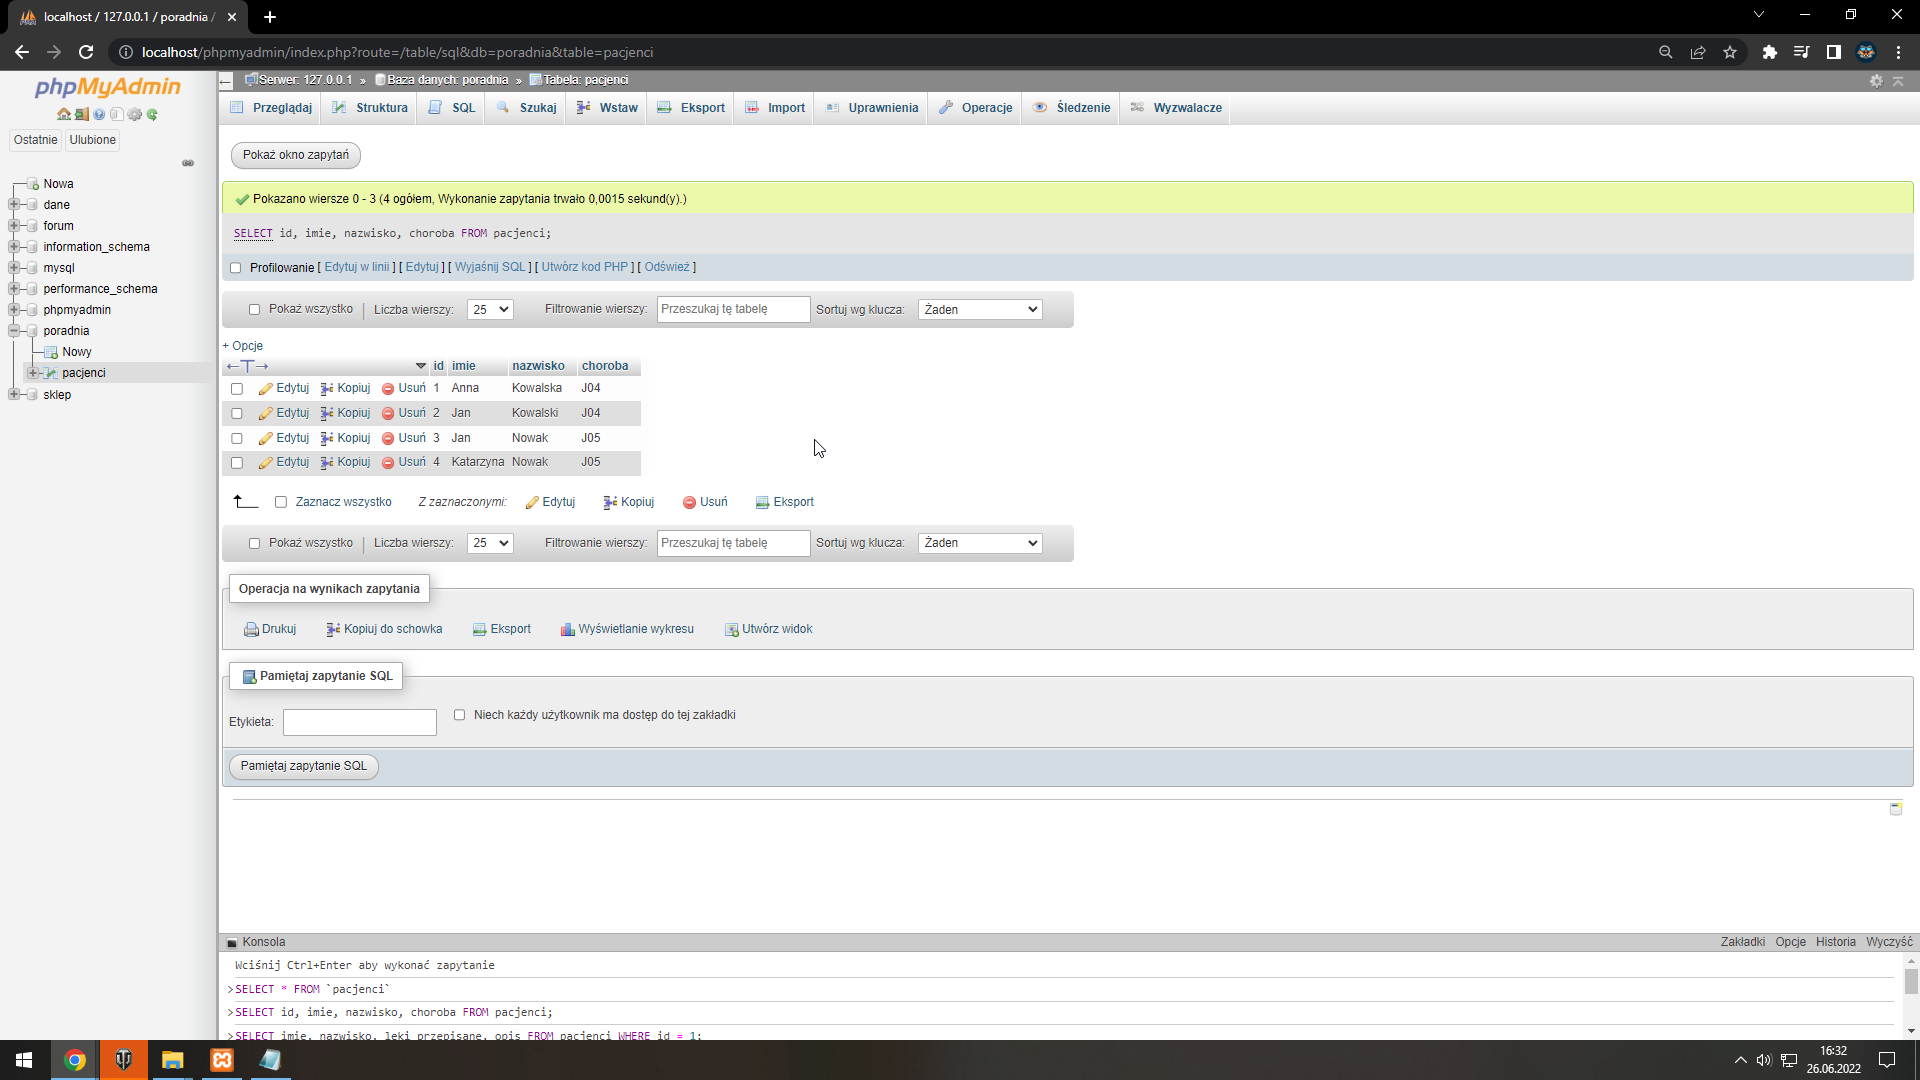 localhost / 127.0.0.1 / poradnia /
localhost/phpmyadmin/index.php?route=/table/sql&db=poradnia&table=pacjenci
phpMyAdmin
Ostatnie Ulubione
Nowa
dane
forum
information_schema
mysql
performance_schema
phpmyadmin
poradnia
Nowy
pacjenci
sklep
Serwer: 127.0.0.1 » Baza danych: poradnia » Tabela: pacjenci
Przeglądaj Struktura SQL Szukaj Wstaw Eksport Import Uprawnienia Operacje Śledzenie Wyzwalacze
Pokaż okno zapytań
Pokazano wiersze 0 - 3 (4 ogółem, Wykonanie zapytania trwało 0,0015 sekund(y).)
SELECT id, imie, nazwisko, choroba FROM pacjenci;
Profilowanie [ Edytuj w linii ] [ Edytuj ] [ Wyjaśnij SQL ] [ Utwórz kod PHP ] [ Odśwież ]
Pokaż wszystko | Liczba wierszy: 25 Filtrowanie wierszy: Przeszukaj tę tabelę Sortuj wg klucza: Żaden
+ Opcje
←T→ id imie nazwisko choroba
Edytuj Kopiuj Usuń 1 Anna Kowalska J04
Edytuj Kopiuj Usuń 2 Jan Kowalski J04
Edytuj Kopiuj Usuń 3 Jan Nowak J05
Edytuj Kopiuj Usuń 4 Katarzyna Nowak J05
Zaznacz wszystko Z zaznaczonymi: Edytuj Kopiuj Usuń Eksport
Pokaż wszystko | Liczba wierszy: 25 Filtrowanie wierszy: Przeszukaj tę tabelę Sortuj wg klucza: Żaden
Operacja na wynikach zapytania
Drukuj Kopiuj do schowka Eksport Wyświetlanie wykresu Utwórz widok
Pamiętaj zapytanie SQL
Etykieta: Niech każdy użytkownik ma dostęp do tej zakładki
Pamiętaj zapytanie SQL
Konsola Zakładki Opcje Historia Wyczyść
Wciśnij Ctrl+Enter aby wykonać zapytanie
>SELECT * FROM `pacjenci`
>SELECT id, imie, nazwisko, choroba FROM pacjenci;
>SELECT imie, nazwisko, leki_przepisane, opis FROM pacjenci WHERE id = 1;
16:32
26.06.2022